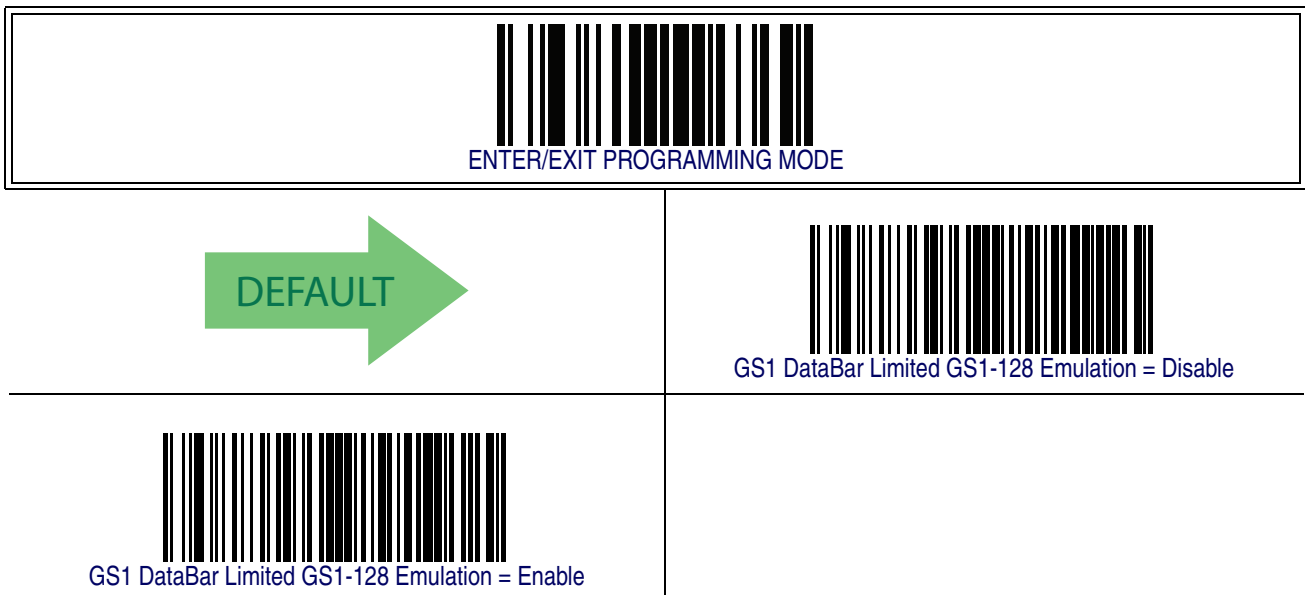 ENTER/EXIT PROGRAMMING MODE
DEFAULT
GS1 DataBar Limited GS1-128 Emulation = Disable
GS1 DataBar Limited GS1-128 Emulation = Enable